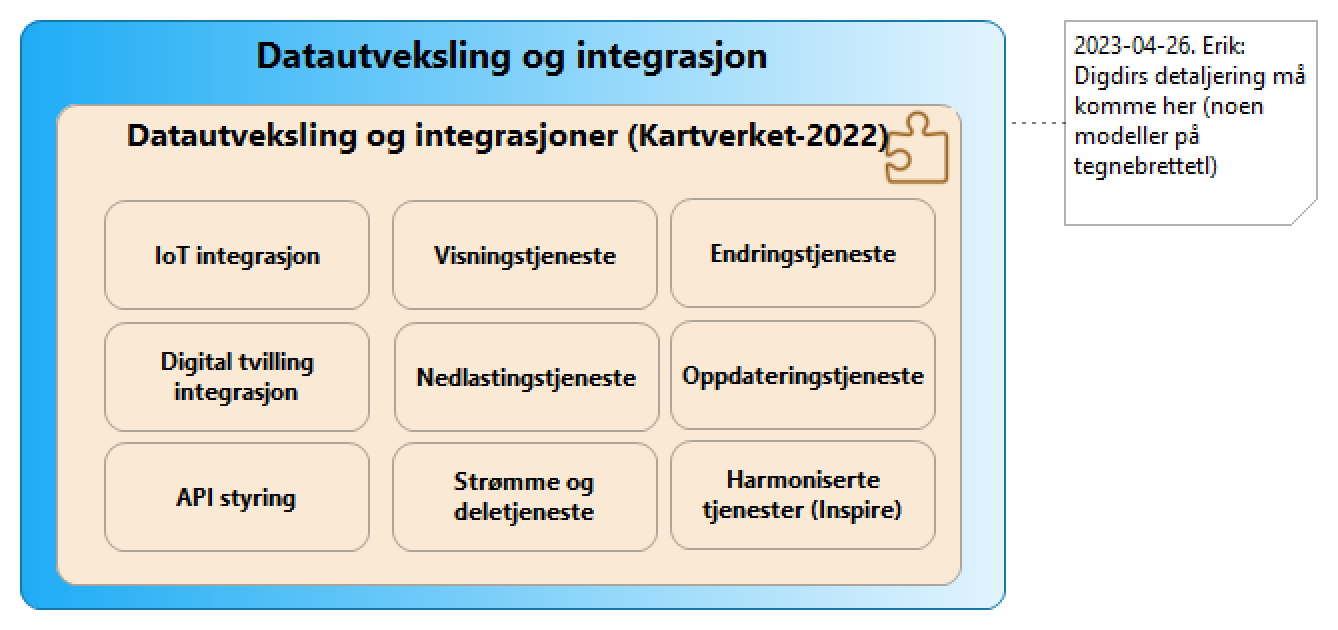 Datautveksling og integrasjon
Datautveksling og integrasjoner (Kartverket-2022)
IoT integrasjon
Visningstjeneste
Endringstjeneste
Digital tvilling
integrasjon
Nedlastingstjeneste
Oppdateringstjeneste
API styring
Strømme og
deletjeneste
Harmoniserte
tjenester (Inspire)
2023-04-26. Erik:
Digdirs detaljering må
komme her (noen
modeller på
tegnebrettetl)